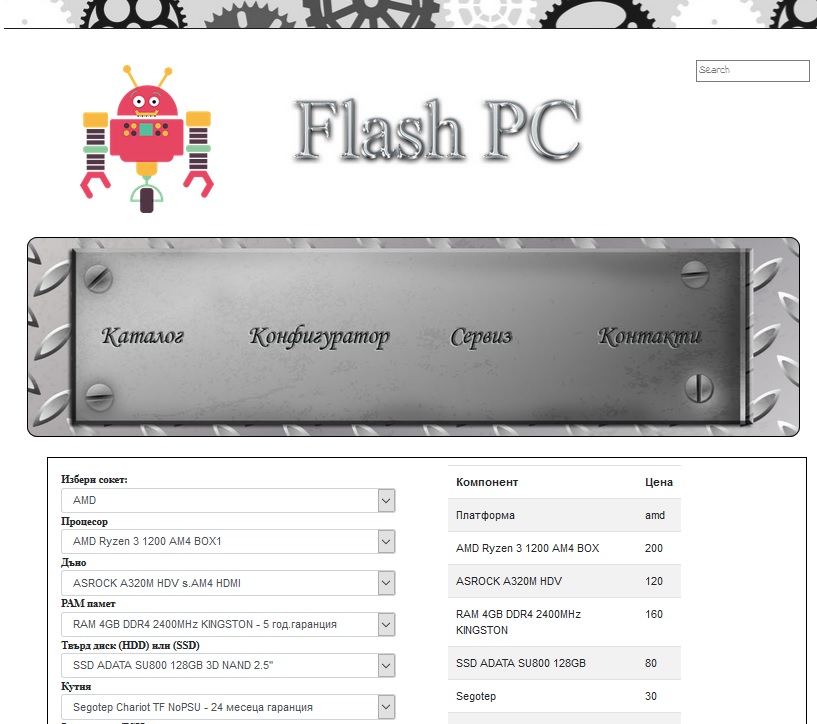 Search
Flash PC
Каталог Конфигуратор Сервиз Контакти
Избери сокет:
AMD
Процесор
AMD Ryzen 3 1200 AM4 BOX1
Дъно
ASROCK A320M HDV s.AM4 HDMI
РАМ памет
RAM 4GB DDR4 2400MHz KINGSTON - 5 год.гаранция
Твърд диск (HDD) или (SSD)
SSD ADATA SU800 128GB 3D NAND 2.5"
Кутия
Segotep Chariot TF NoPSU - 24 месеца гаранция
Компонент Цена
Платформа amd
AMD Ryzen 3 1200 AM4 BOX 200
ASROCK A320M HDV 120
RAM 4GB DDR4 2400MHz 160
KINGSTON
SSD ADATA SU800 128GB 80
Segotep 30